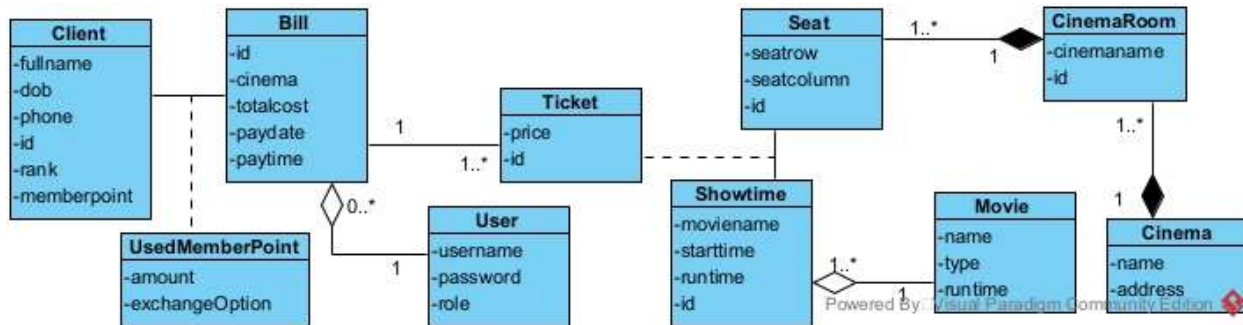 Client
-fullname
-dob
-phone
-id
-rank
-memberpoint
Bill
-id
-cinema
-totalcost
-paydate
-paytime
1
1..*
Ticket
-price
-id
0..*
1
User
-username
-password
-role
UsedMemberPoint
-amount
-exchangeOption
Seat
-seatrow
-seatcolumn
-id
1..*
1
CinemaRoom
-cinemaname
-id
1..*
1
Cinema
-name
-address
Showtime
-moviename
-starttime
-runtime
-id
1..*
1
Movie
-name
-type
-runtime
Powered By Visual Paradigm Community Edition